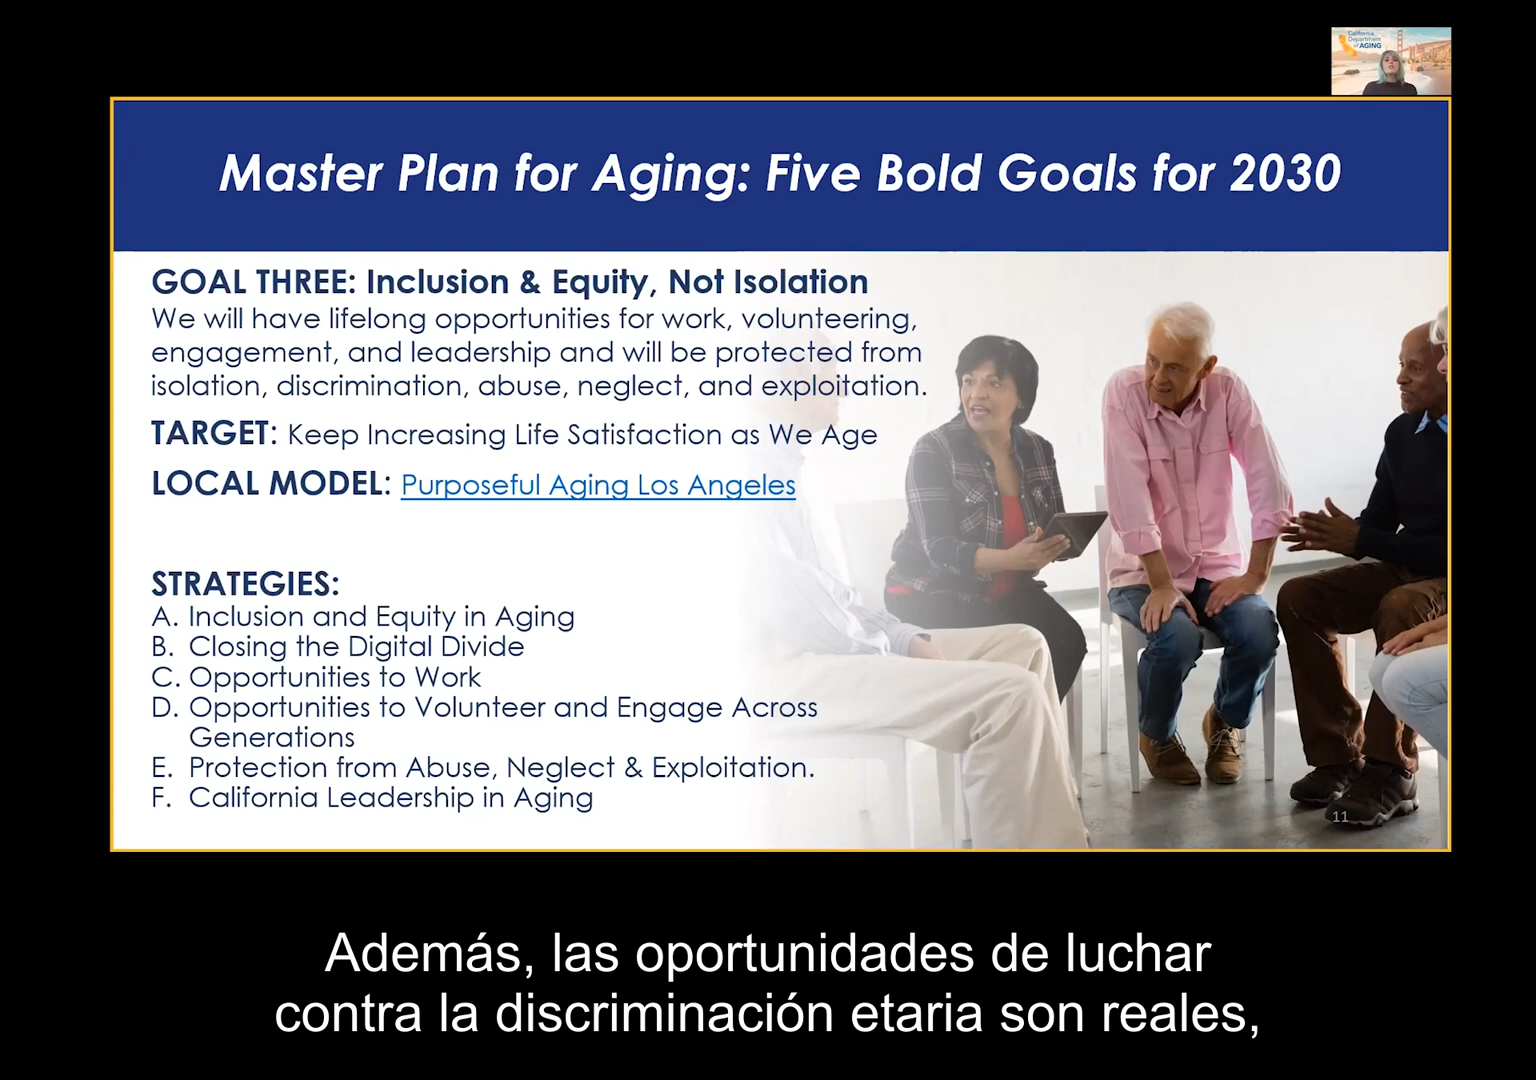 California
Department
of AGING
Master Plan for Aging: Five Bold Goals for 2030
GOAL THREE: Inclusion & Equity, Not Isolation
We will have lifelong opportunities for work, volunteering,
engagement, and leadership and will be protected from
isolation, discrimination, abuse, neglect, and exploitation.
TARGET: Keep Increasing Life Satisfaction as We Age
LOCAL MODEL: Purposeful Aging Los Angeles
STRATEGIES:
A. Inclusion and Equity in Aging
B. Closing the Digital Divide
C. Opportunities to Work
D. Opportunities to Volunteer and Engage Across
Generations
E. Protection from Abuse, Neglect & Exploitation.
F. California Leadership in Aging
11
Además, las oportunidades de luchar
contra la discriminación etaria son reales,